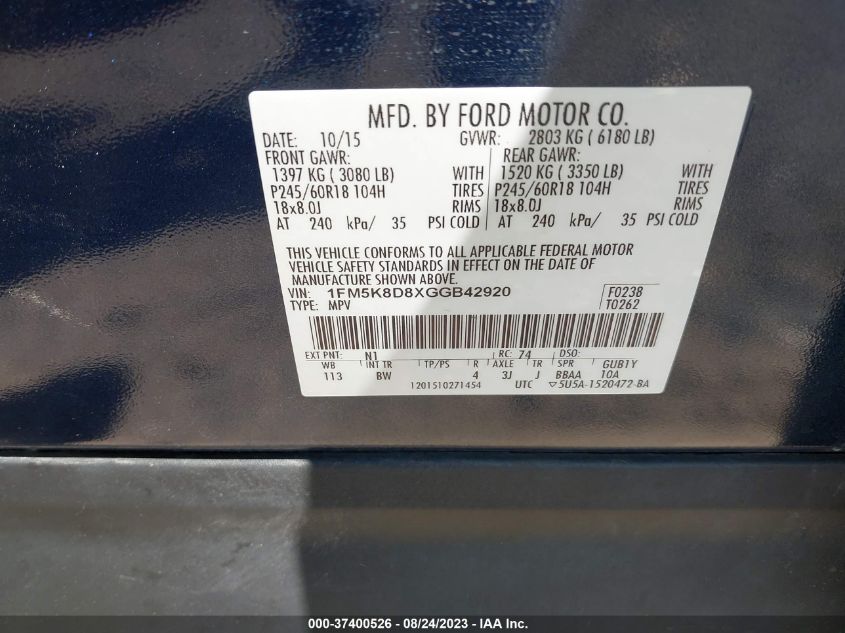 MFD. BY FORD MOTOR CO.
DATE: 10/15 GVWR: 2803 KG ( 6180 LB)
FRONT GAWR: REAR GAWR:
1397 KG ( 3080 LB) WITH 1520 KG ( 3350 LB) WITH
P245/60R18 104H TIRES P245/60R18 104H TIRES
18x8.0J RIMS 18x8.0J RIMS
AT 240 kPa/ 35 PSI COLD AT 240 kPa/ 35 PSI COLD
THIS VEHICLE CONFORMS TO ALL APPLICABLE FEDERAL MOTOR
VEHICLE SAFETY STANDARDS IN EFFECT ON THE DATE OF
MANUFACTURE SHOWN ABOVE.
VIN: 1FM5K8D8XGGB42920 F0238
TYPE: MPV T0262
EXT PNT: N1 RC: 74 DSO:
WB INT TR TP/PS R AXLE TR SPR GUB1Y
113 BW 4 3J J BBAA 10A
1201510271454 UTC ▽5U5A-1520472-BA
000-37400526 - 08/24/2023 - IAA Inc.